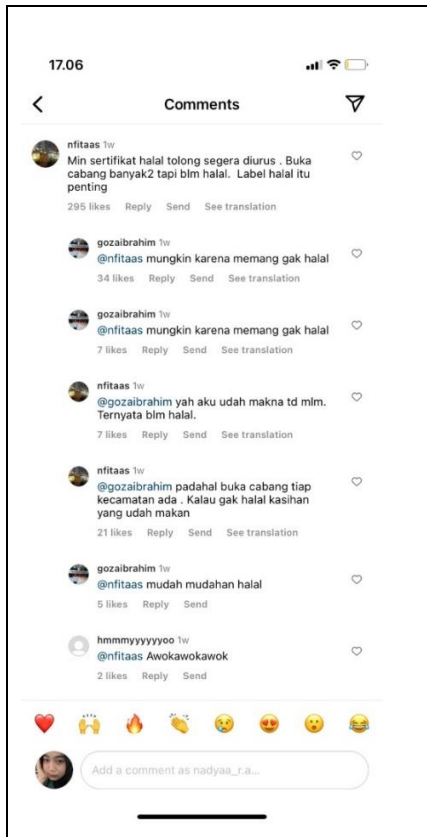 17.06
Comments
nfitaas 1w
Min sertifikat halal tolong segera diurus . Buka
cabang banyak2 tapi blm halal. Label halal itu
penting
295 likes Reply Send See translation
gozaibrahim 1w
@nfitaas mungkin karena memang gak halal
34 likes Reply Send See translation
gozaibrahim 1w
@nfitaas mungkin karena memang gak halal
7 likes Reply Send See translation
nfitaas 1w
@gozaibrahim yah aku udah makna td mlm.
Ternyata blm halal.
7 likes Reply Send See translation
nfitaas 1w
@gozaibrahim padahal buka cabang tiap
kecamatan ada . Kalau gak halal kasihan
yang udah makan
21 likes Reply Send See translation
gozaibrahim 1w
@nfitaas mudah mudahan halal
5 likes Reply Send
hmmmyyyyyyoo 1w
@nfitaas Awokawokawok
2 likes Reply Send
Add a comment as nadyaa_r.a...